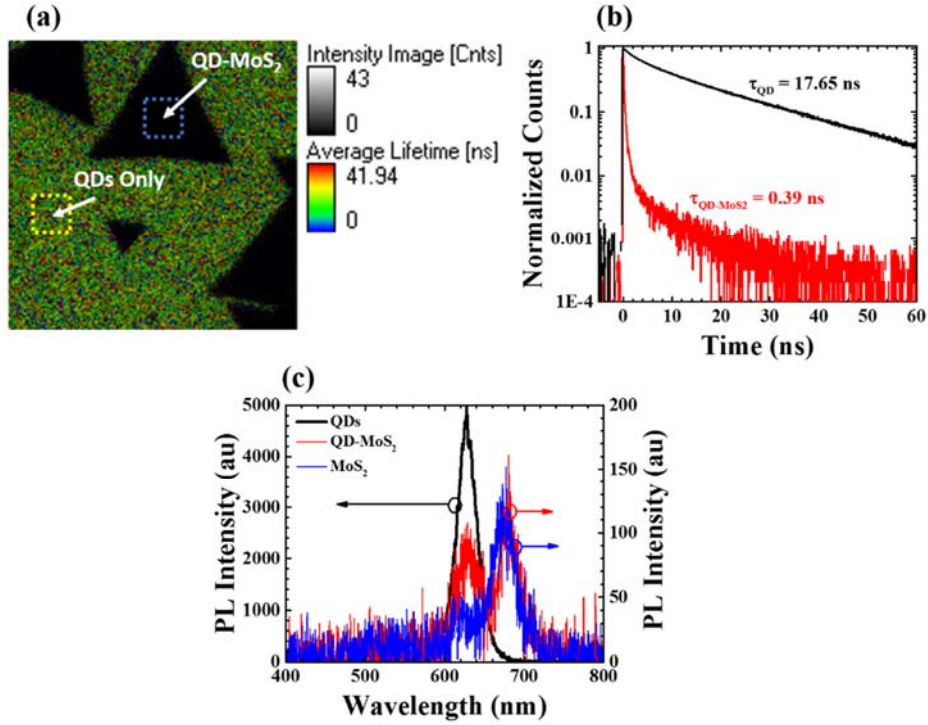 (a)
QD-MoS₂
QDs Only
Intensity Image [Cnts]
43
0
Average Lifetime [ns]
41.94
0
(b)
Normalized Counts
1
0.1
0.01
0.001
1E-4
τQD = 17.65 ns
τQD-MoS2 = 0.39 ns
0 10 20 30 40 50 60
Time (ns)
(c)
PL Intensity (au)
5000
4000
3000
2000
1000
0
QDs
QD-MoS₂
MoS₂
200
150
100
50
0
PL Intensity (au)
400 500 600 700 800
Wavelength (nm)